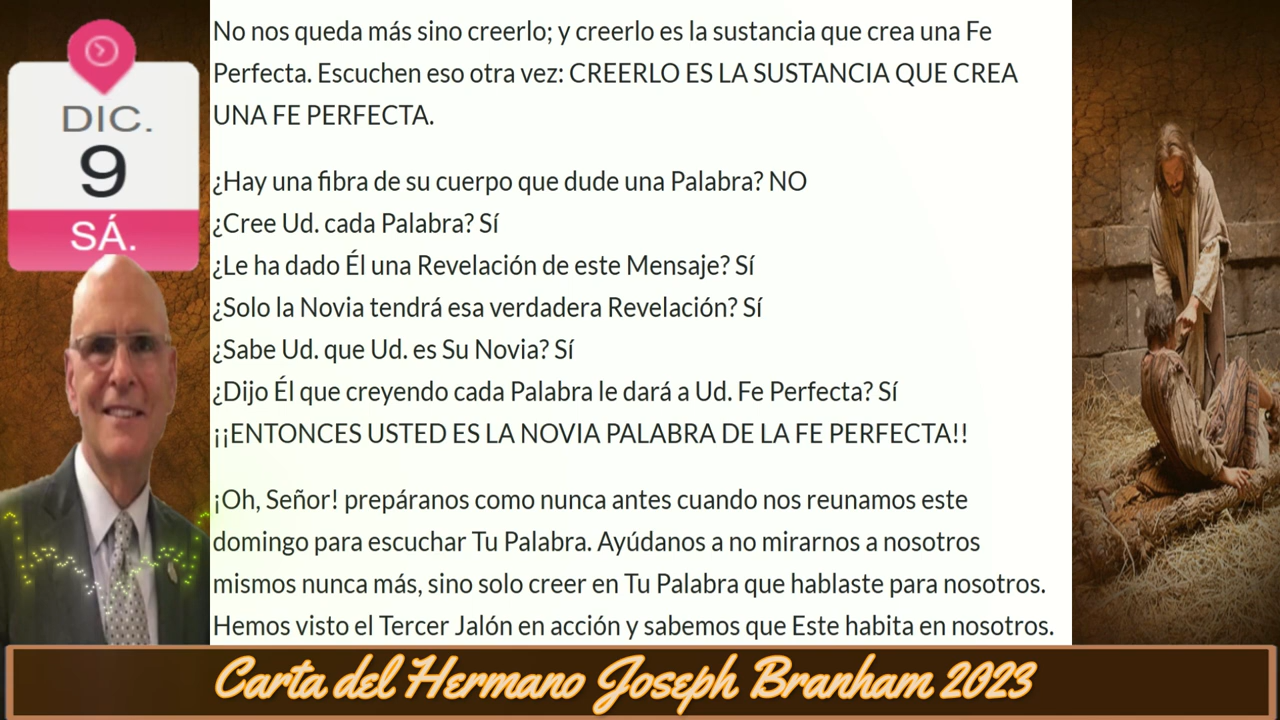 DIC.
9
SÁ.
No nos queda más sino creerlo; y creerlo es la sustancia que crea una Fe
Perfecta. Escuchen eso otra vez: CREERLO ES LA SUSTANCIA QUE CREA
UNA FE PERFECTA.
¿Hay una fibra de su cuerpo que dude una Palabra? NO
¿Cree Ud. cada Palabra? Sí
¿Le ha dado Él una Revelación de este Mensaje? Sí
¿Solo la Novia tendrá esa verdadera Revelación? Sí
¿Sabe Ud. que Ud. es Su Novia? Sí
¿Dijo Él que creyendo cada Palabra le dará a Ud. Fe Perfecta? Sí
¡¡ENTONCES USTED ES LA NOVIA PALABRA DE LA FE PERFECTA!!
¡Oh, Señor! prepáranos como nunca antes cuando nos reunamos este
domingo para escuchar Tu Palabra. Ayúdanos a no mirarnos a nosotros
mismos nunca más, sino solo creer en Tu Palabra que hablaste para nosotros.
Hemos visto el Tercer Jalón en acción y sabemos que Este habita en nosotros.
Carta del Hermano Joseph Branham 2023